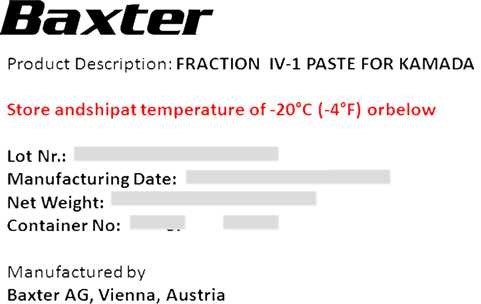 Baxter
Product Description: FRACTION IV-1 PASTE FOR KAMADA
Store andshipat temperature of -20°C (-4°F) orbelow
Lot Nr.:
Manufacturing Date:
Net Weight:
Container No:
Manufactured by
Baxter AG, Vienna, Austria